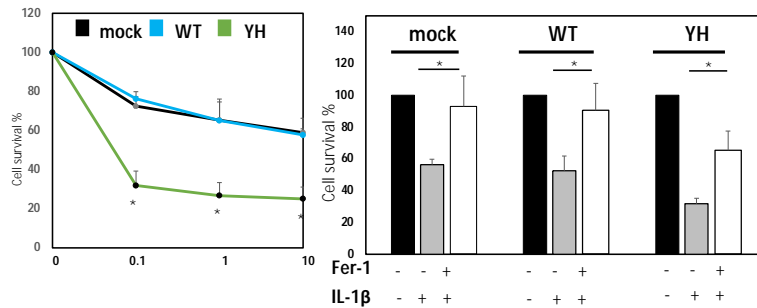 mock WT YH
Cell survival %
120
100
80
60
40
20
0
* * *
0 0.1 1 10
mock WT YH
* * *
Cell survival %
140
120
100
80
60
40
20
0
Fer-1 - - + - - + - - +
IL-1β - + + - + + - + +